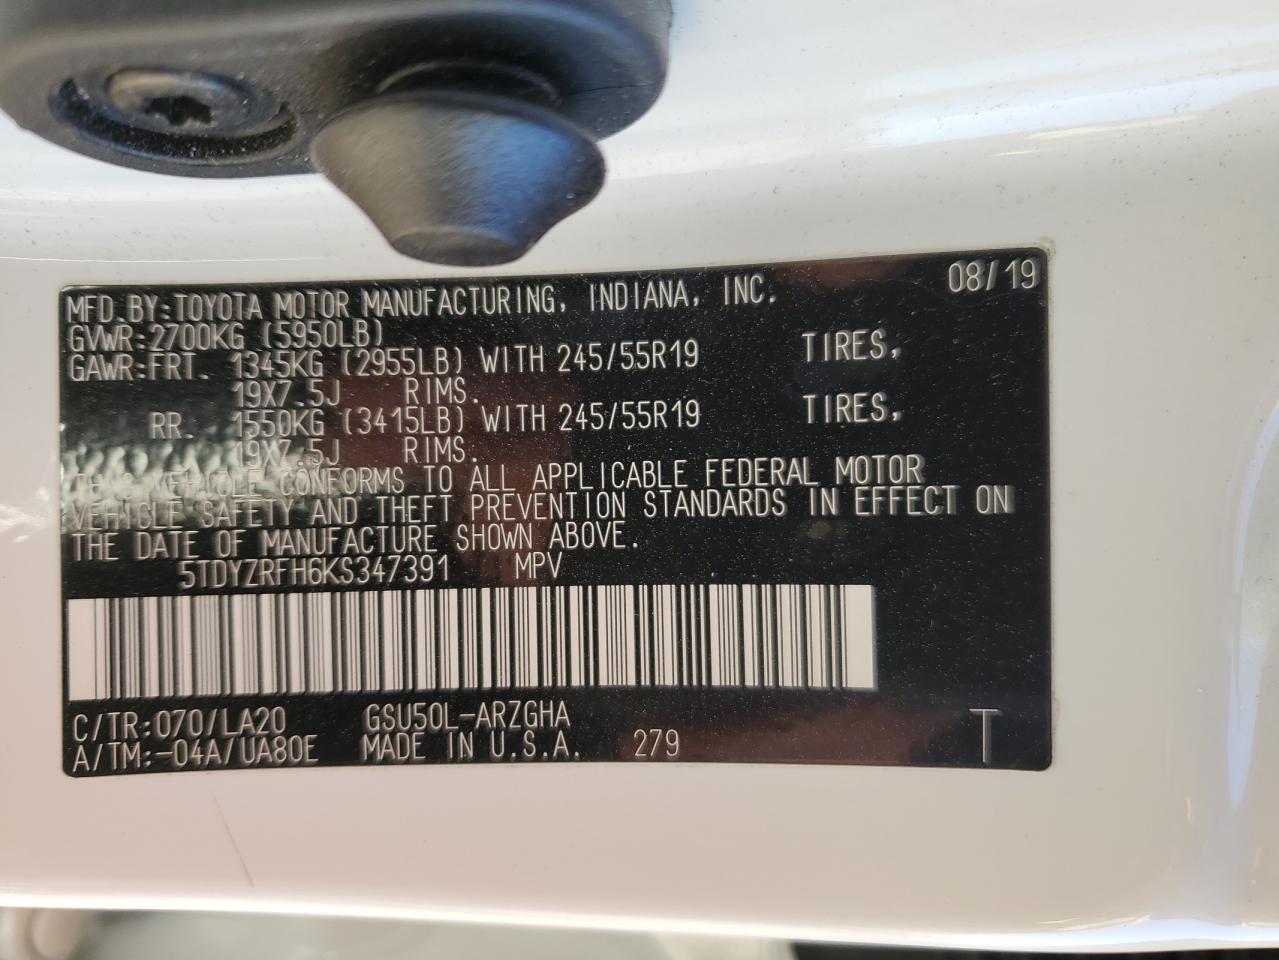 MFD.BY:TOYOTA MOTOR MANUFACTURING, INDIANA, INC. 08/19
GVWR:2700KG (5950LB)
GAWR:FRT. 1345KG (2955LB) WITH 245/55R19 TIRES,
19X7.5J RIMS.
RR. 1550KG (3415LB) WITH 245/55R19 TIRES,
19X7.5J RIMS.
THIS VEHICLE CONFORMS TO ALL APPLICABLE FEDERAL MOTOR
VEHICLE SAFETY AND THEFT PREVENTION STANDARDS IN EFFECT ON
THE DATE OF MANUFACTURE SHOWN ABOVE.
5TDYZRFH6KS347391 MPV
C/TR:070/LA20 GSU50L-ARZGHA
A/TM:-04A/UA80E MADE IN U.S.A. 279 T